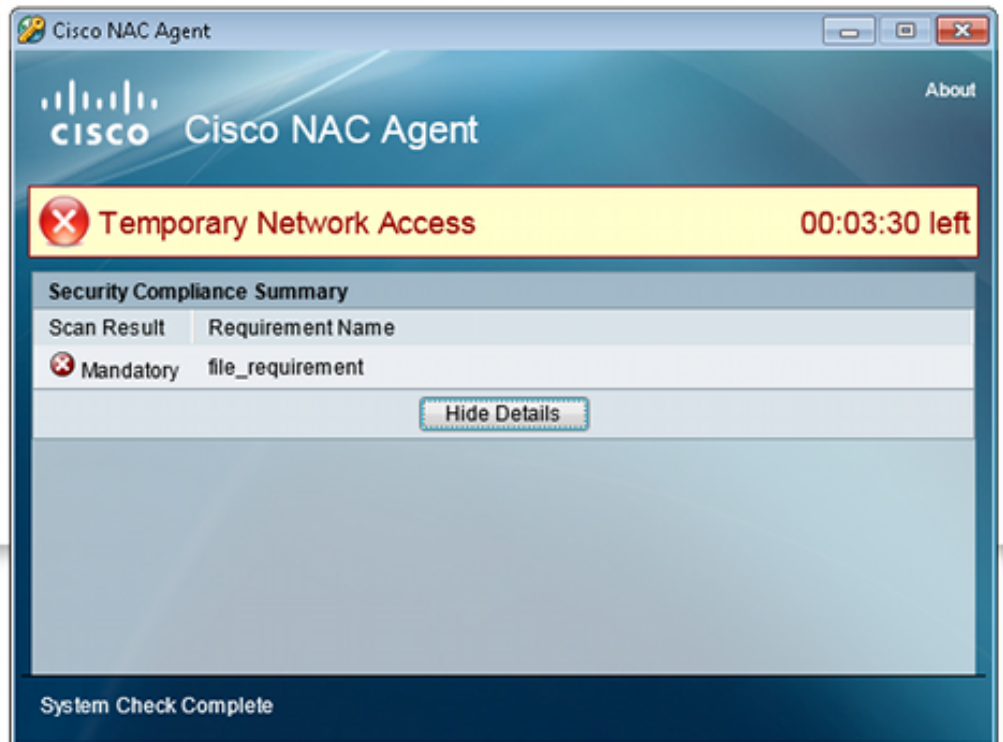 Cisco NAC Agent
About
CISCO Cisco NAC Agent
Temporary Network Access 00:03:30 left
Security Compliance Summary
Scan Result Requirement Name
Mandatory file_requirement
Hide Details
System Check Complete